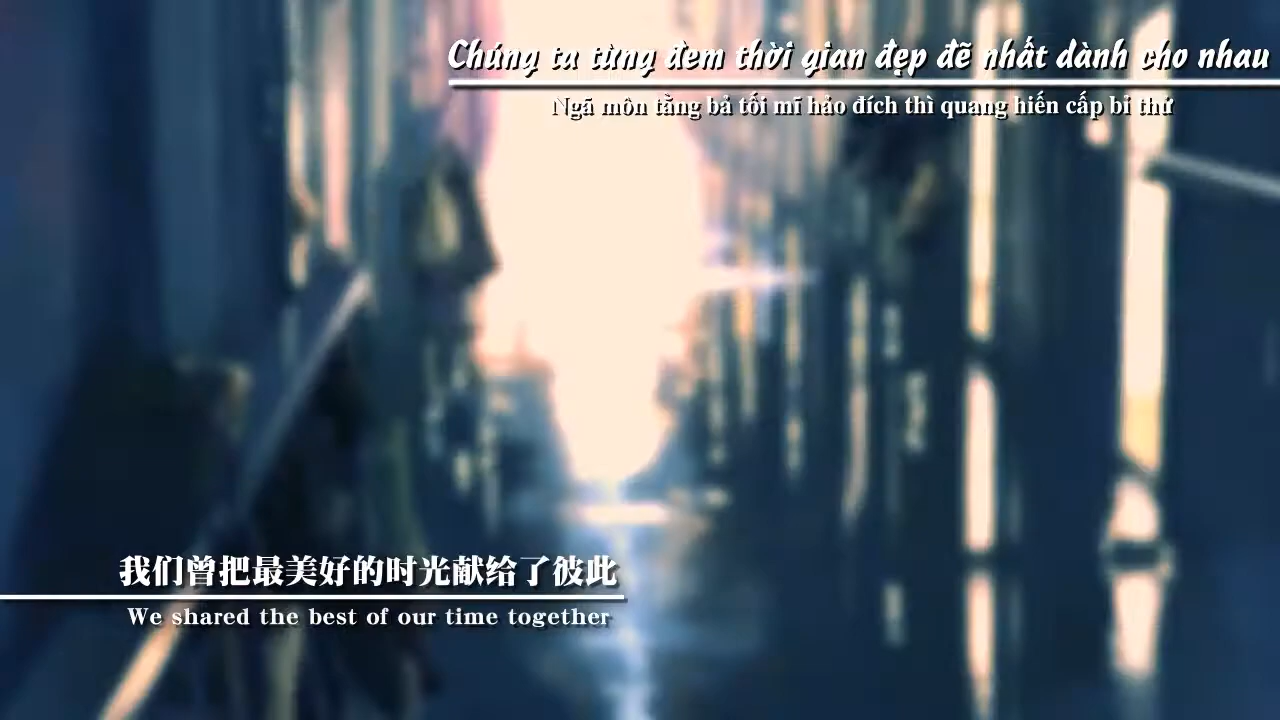 Chúng ta từng đem thời gian đẹp đẽ nhất dành cho nhau
Ngã môn tằng bả tối mĩ hảo đích thì quang hiến cấp bỉ thử
我们曾把最美好的时光献给了彼此
We shared the best of our time together